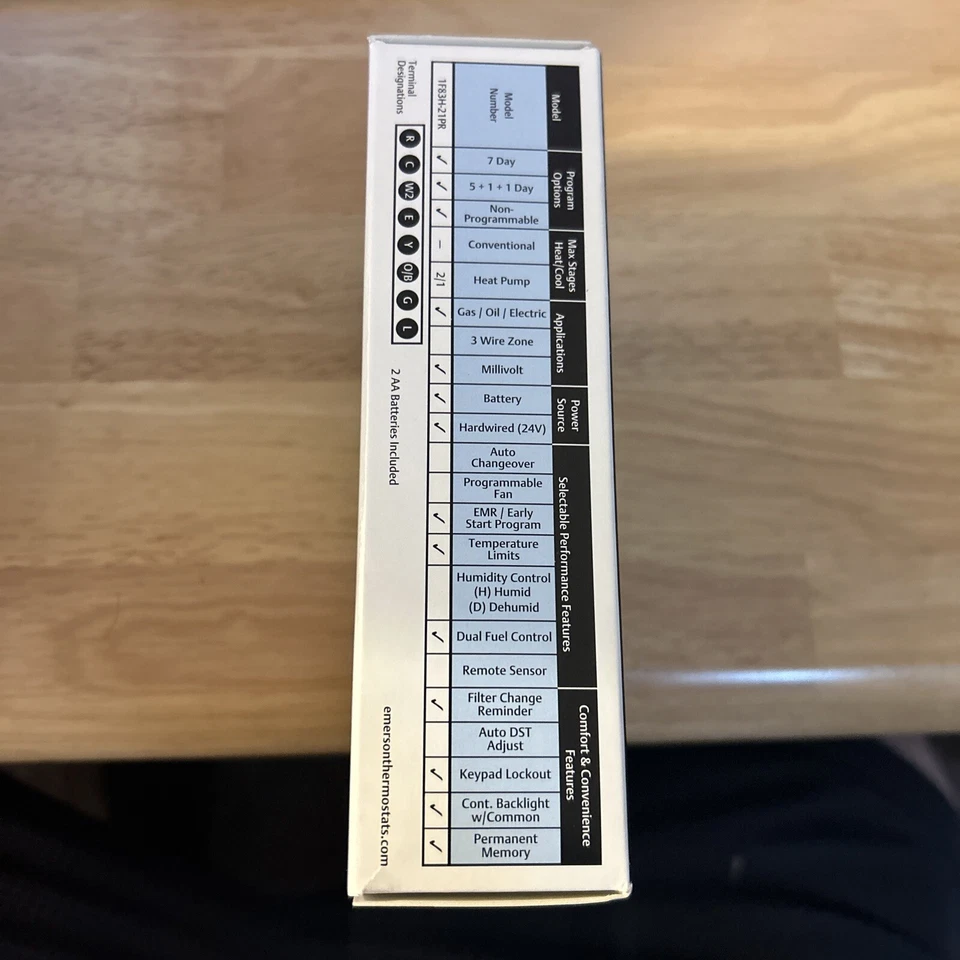 Model
Model
Number
1F83H-21PR
Program
Options
7 Day
✓
5 + 1 + 1 Day
✓
Non-
Programmable
✓
Max Stages
Heat/Cool
Conventional
–
Heat Pump
2/1
Applications
Gas / Oil / Electric
✓
3 Wire Zone
Millivolt
✓
Power
Source
Battery
✓
Hardwired (24V)
✓
Selectable Performance Features
Auto
Changeover
Programmable
Fan
EMR / Early
Start Program
✓
Temperature
Limits
✓
Humidity Control
(H) Humid
(D) Dehumid
Dual Fuel Control
✓
Remote Sensor
Comfort & Convenience
Features
Filter Change
Reminder
✓
Auto DST
Adjust
Keypad Lockout
✓
Cont. Backlight
w/Common
✓
Permanent
Memory
✓
Terminal
Designations
R C W2 E Y O/B G L
2 AA Batteries Included
emersonthermostats.com